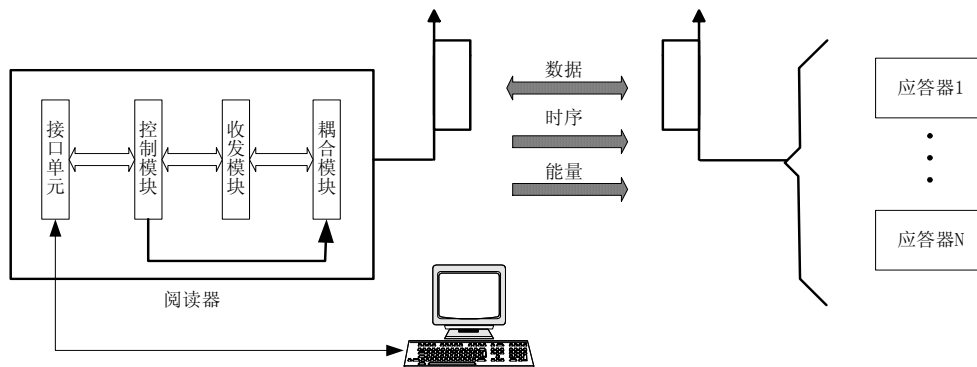 数据
时序
能量
接口单元
控制模块
收发模块
耦合模块
阅读器
应答器1
应答器N